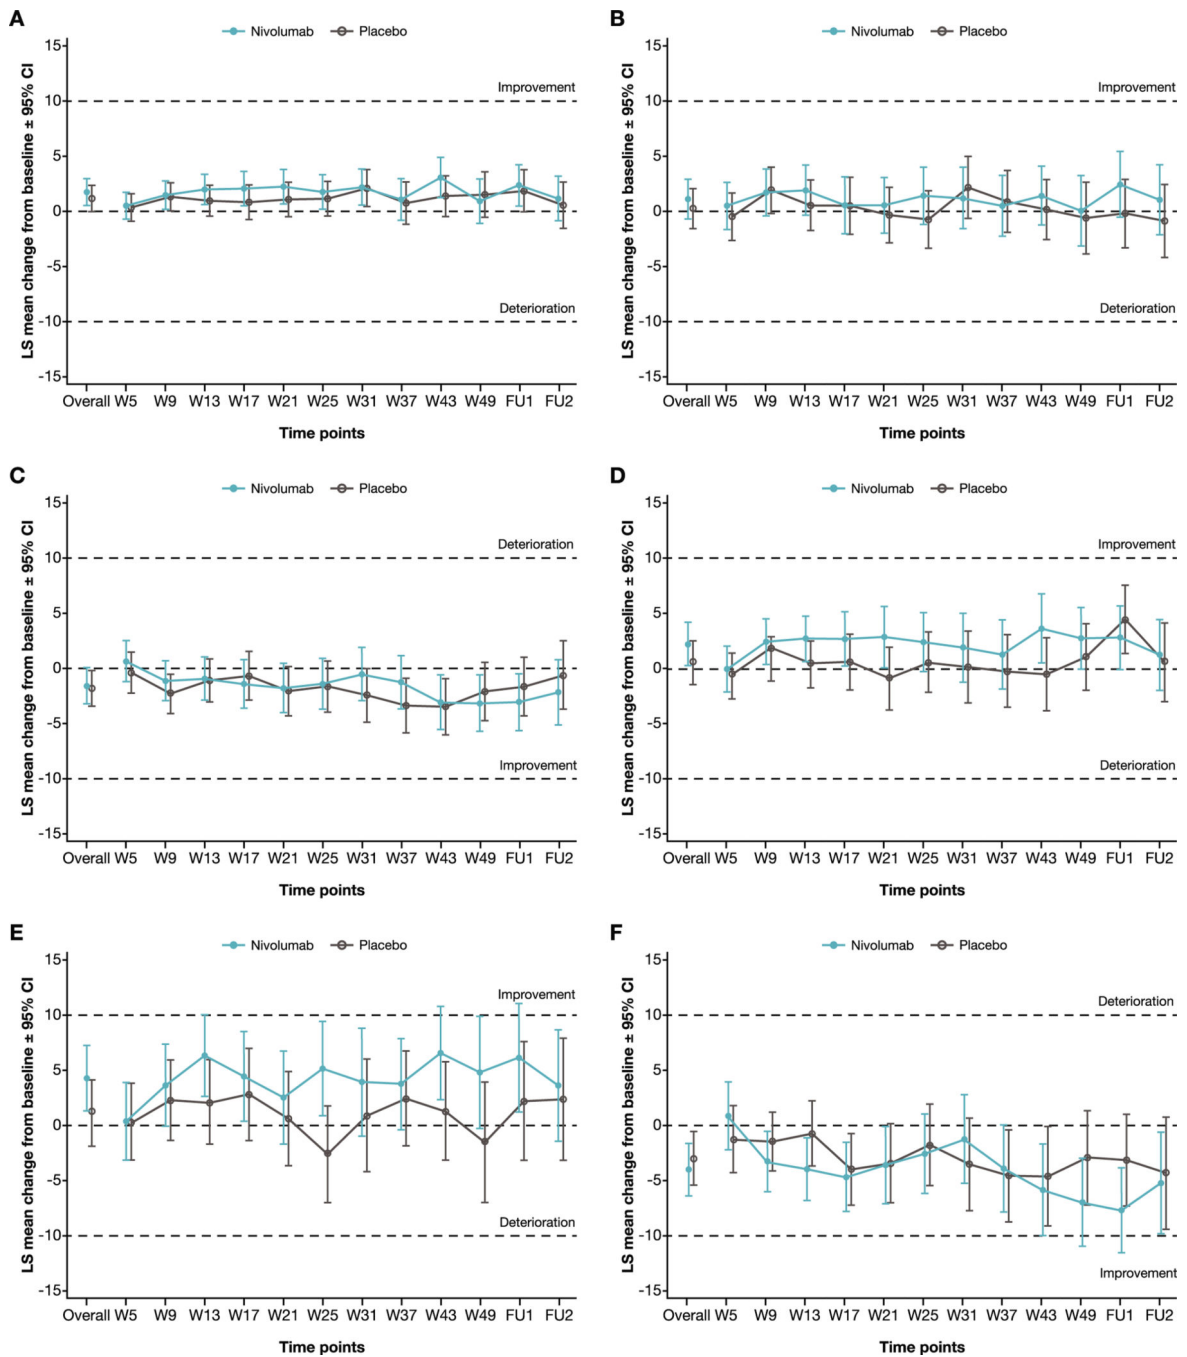 A
Nivolumab Placebo
LS mean change from baseline ± 95% CI
15
10
5
0
-5
-10
-15
Improvement
Deterioration
Overall W5 W9 W13 W17 W21 W25 W31 W37 W43 W49 FU1 FU2
Time points
B
Nivolumab Placebo
LS mean change from baseline ± 95% CI
15
10
5
0
-5
-10
-15
Improvement
Deterioration
Overall W5 W9 W13 W17 W21 W25 W31 W37 W43 W49 FU1 FU2
Time points
C
Nivolumab Placebo
LS mean change from baseline ± 95% CI
15
10
5
0
-5
-10
-15
Deterioration
Improvement
Overall W5 W9 W13 W17 W21 W25 W31 W37 W43 W49 FU1 FU2
Time points
D
Nivolumab Placebo
LS mean change from baseline ± 95% CI
15
10
5
0
-5
-10
-15
Improvement
Deterioration
Overall W5 W9 W13 W17 W21 W25 W31 W37 W43 W49 FU1 FU2
Time points
E
Nivolumab Placebo
LS mean change from baseline ± 95% CI
15
10
5
0
-5
-10
-15
Improvement
Deterioration
Overall W5 W9 W13 W17 W21 W25 W31 W37 W43 W49 FU1 FU2
Time points
F
Nivolumab Placebo
LS mean change from baseline ± 95% CI
15
10
5
0
-5
-10
-15
Deterioration
Improvement
Overall W5 W9 W13 W17 W21 W25 W31 W37 W43 W49 FU1 FU2
Time points